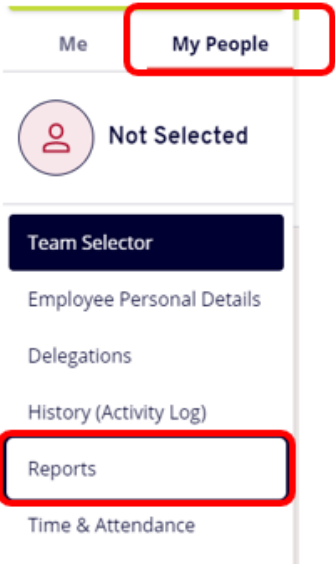 Me
My People
Not Selected
Team Selector
Employee Personal Details
Delegations
History (Activity Log)
Reports
Time & Attendance